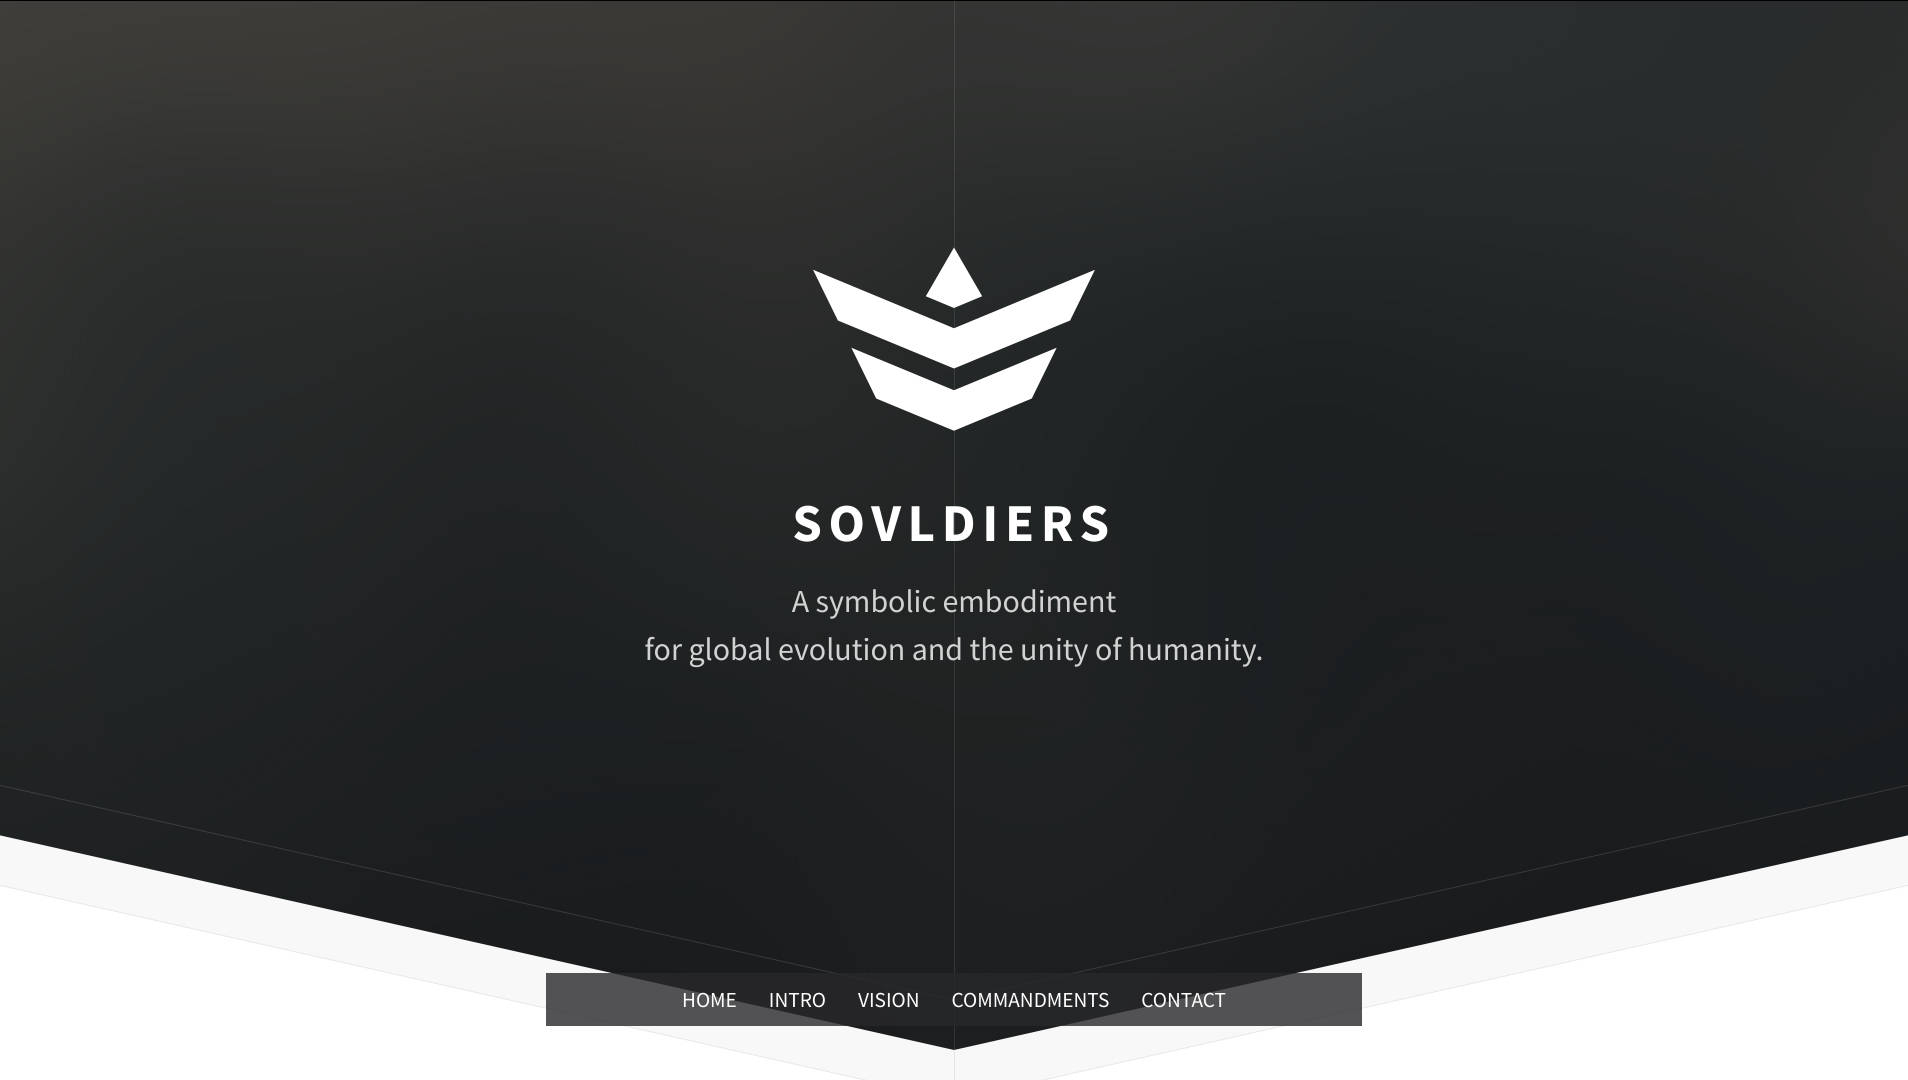 SOVLDIERS
A symbolic embodiment
for global evolution and the unity of humanity.
HOME INTRO VISION COMMANDMENTS CONTACT